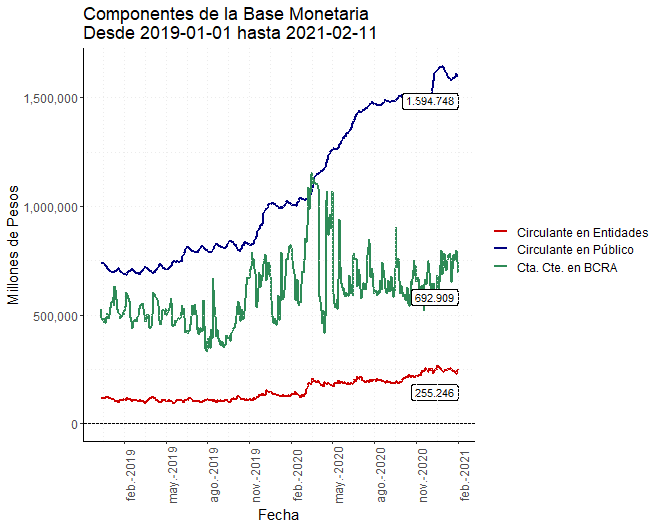 Componentes de la Base Monetaria
Desde 2019-01-01 hasta 2021-02-11
Millones de Pesos
1,500,000
1,000,000
500,000
0
1.594.748
692.909
255.246
feb.-2019
may.-2019
ago.-2019
nov.-2019
feb.-2020
may.-2020
ago.-2020
nov.-2020
feb.-2021
Fecha
Circulante en Entidades
Circulante en Público
Cta. Cte. en BCRA